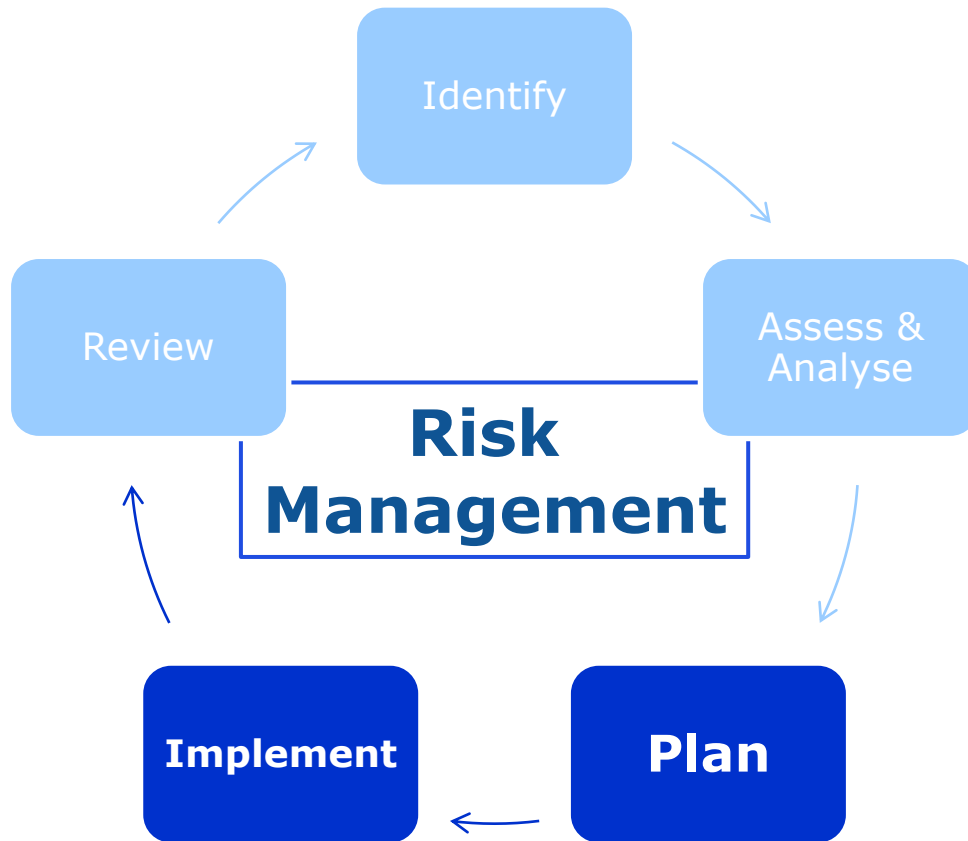 Identify
Assess &
Analyse
Review
Risk
Management
Implement
Plan